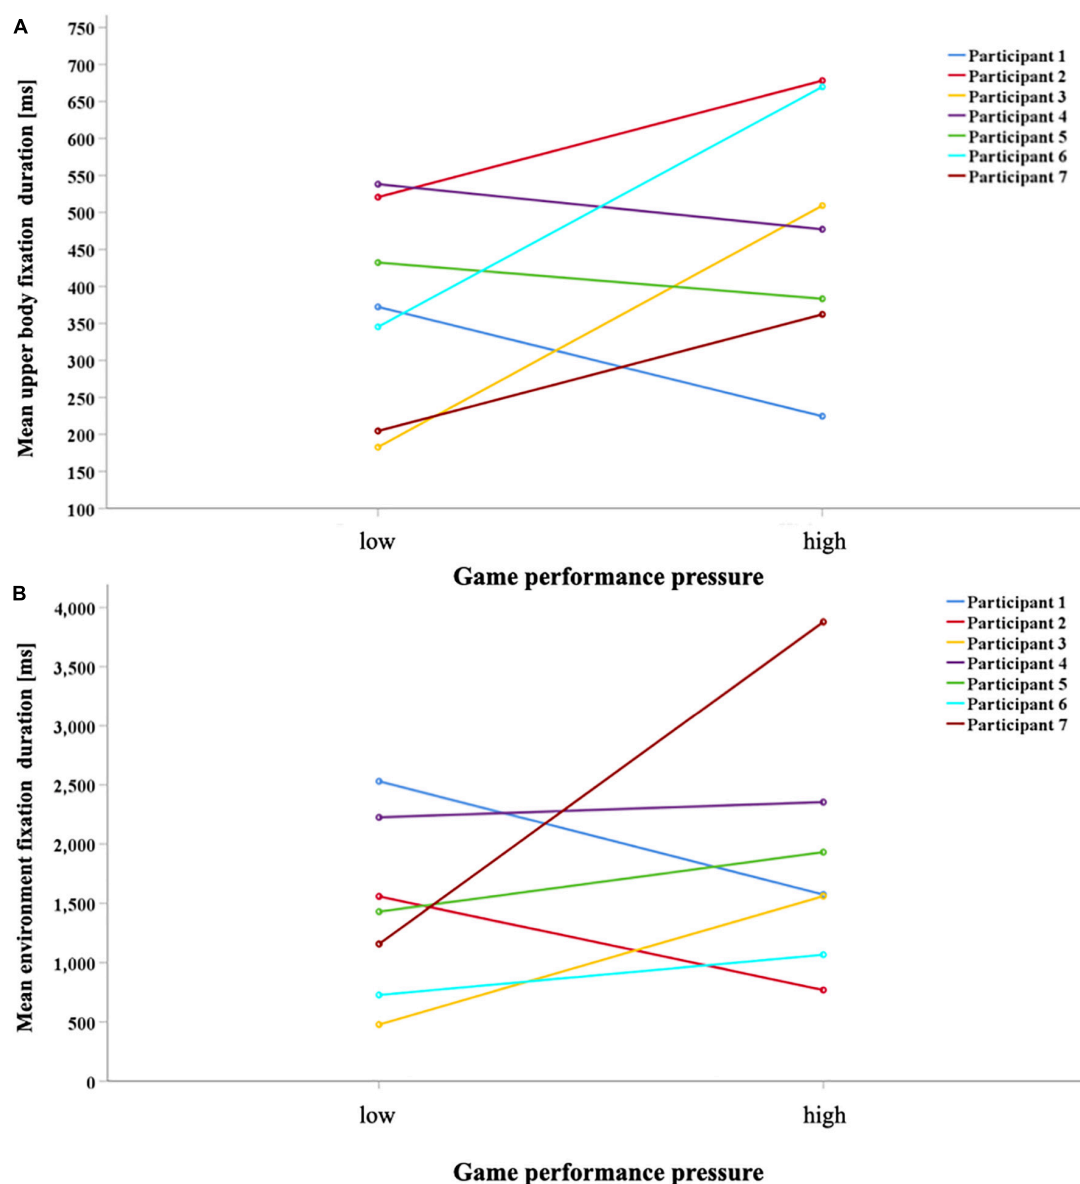 A
Mean upper body fixation duration [ms]
750
700
650
600
550
500
450
400
350
300
250
200
150
100
Participant 1
Participant 2
Participant 3
Participant 4
Participant 5
Participant 6
Participant 7
low
high
Game performance pressure
B
Mean environment fixation duration [ms]
4,000
3,500
3,000
2,500
2,000
1,500
1,000
500
0
Participant 1
Participant 2
Participant 3
Participant 4
Participant 5
Participant 6
Participant 7
low
high
Game performance pressure